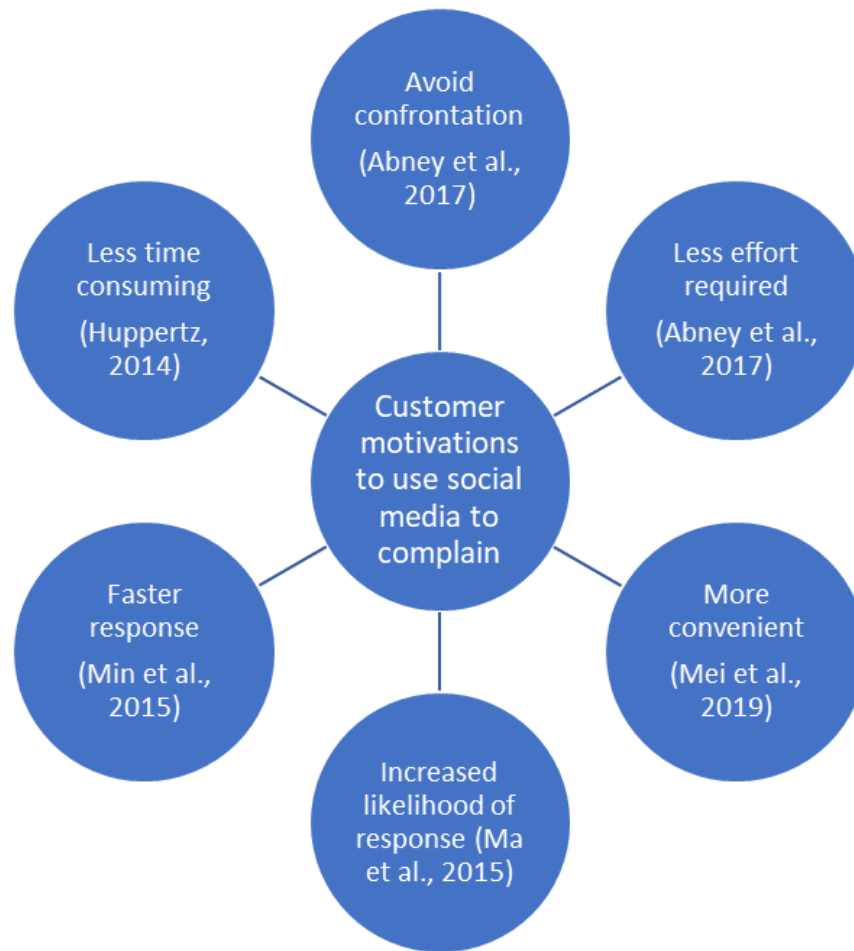 Avoid
confrontation
(Abney et al.,
2017)
Less effort
required
(Abney et al.,
2017)
More
convenient
(Mei et al.,
2019)
Increased
likelihood of
response (Ma
et al., 2015)
Faster
response
(Min et al.,
2015)
Less time
consuming
(Huppertz,
2014)
Customer
motivations
to use social
media to
complain